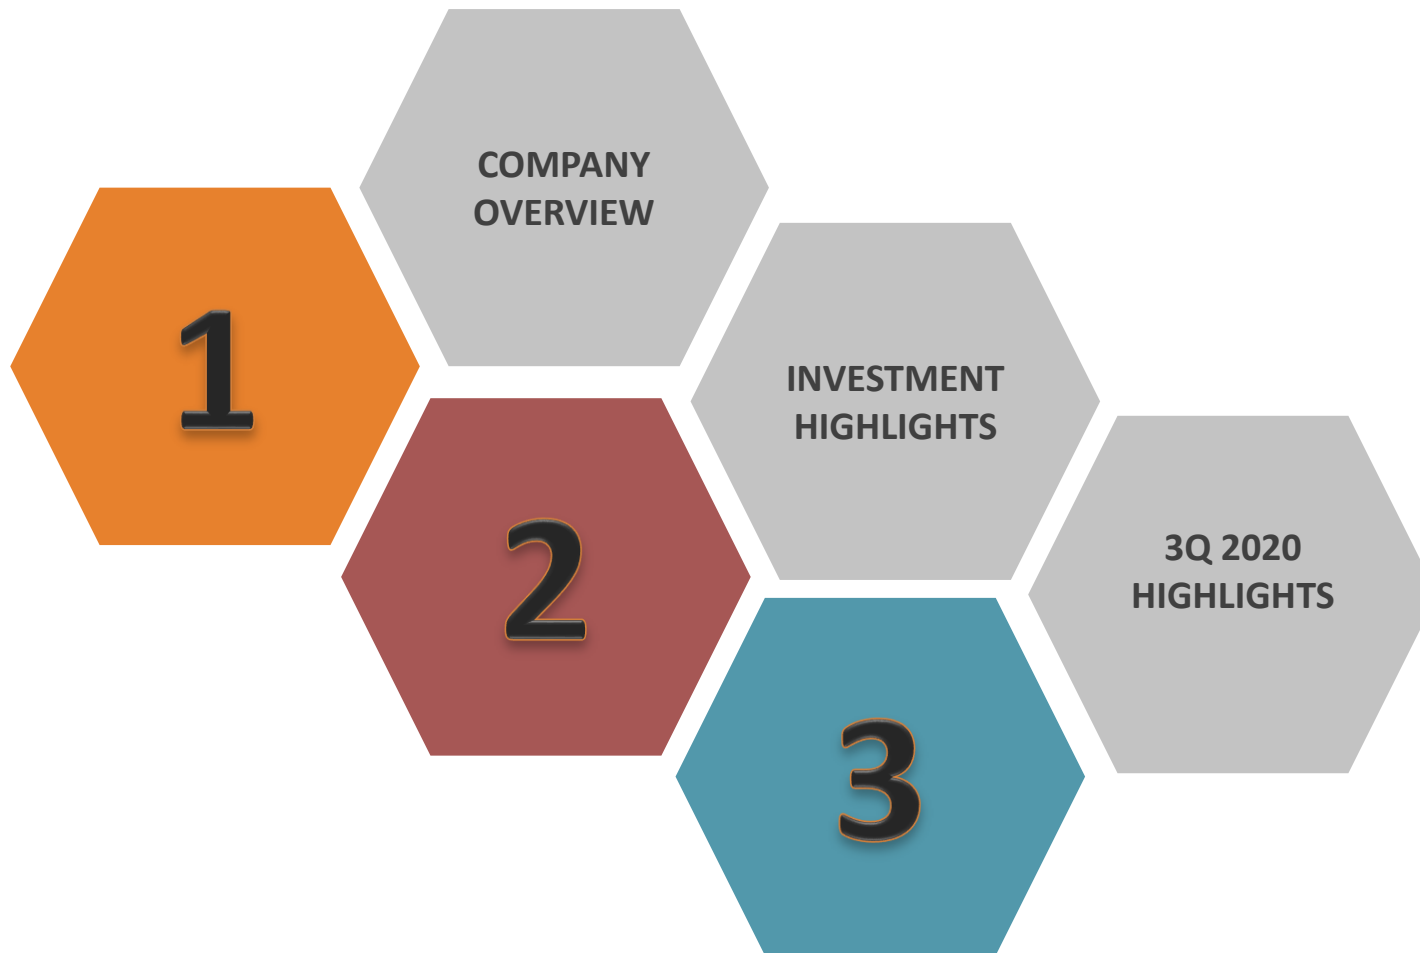 1
COMPANY
OVERVIEW
2
INVESTMENT
HIGHLIGHTS
3
3Q 2020
HIGHLIGHTS